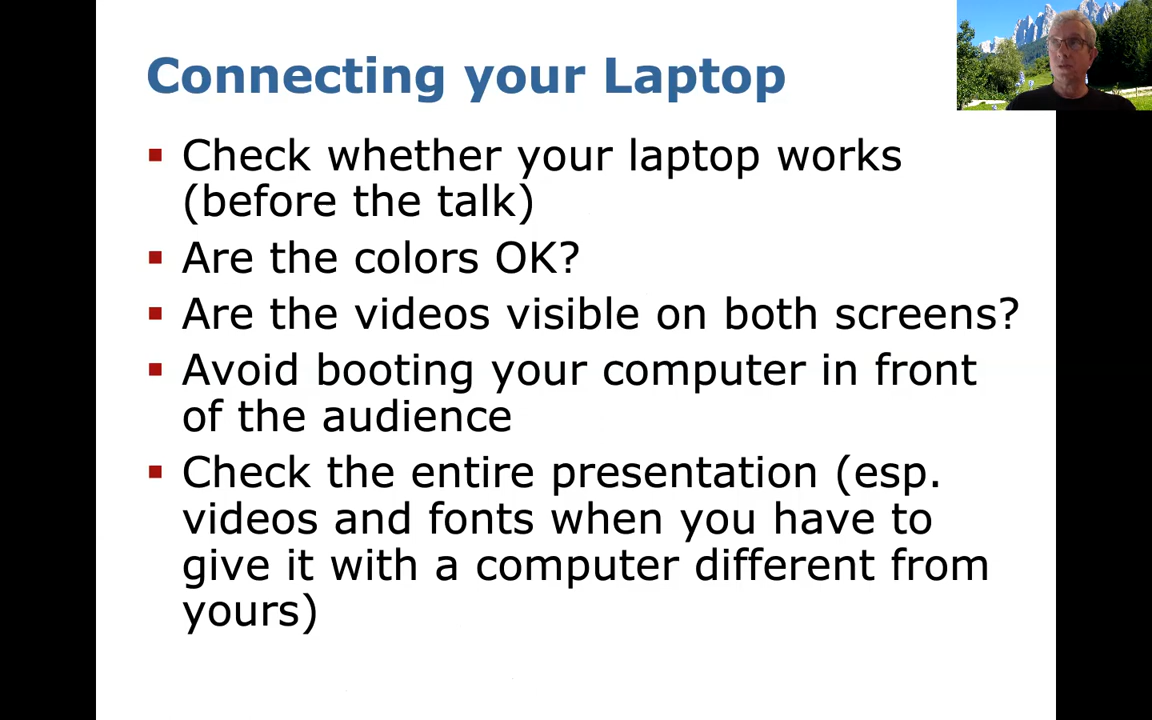 Connecting your Laptop
Check whether your laptop works
(before the talk)
Are the colors OK?
Are the videos visible on both screens?
Avoid booting your computer in front
of the audience
Check the entire presentation (esp.
videos and fonts when you have to
give it with a computer different from
yours)